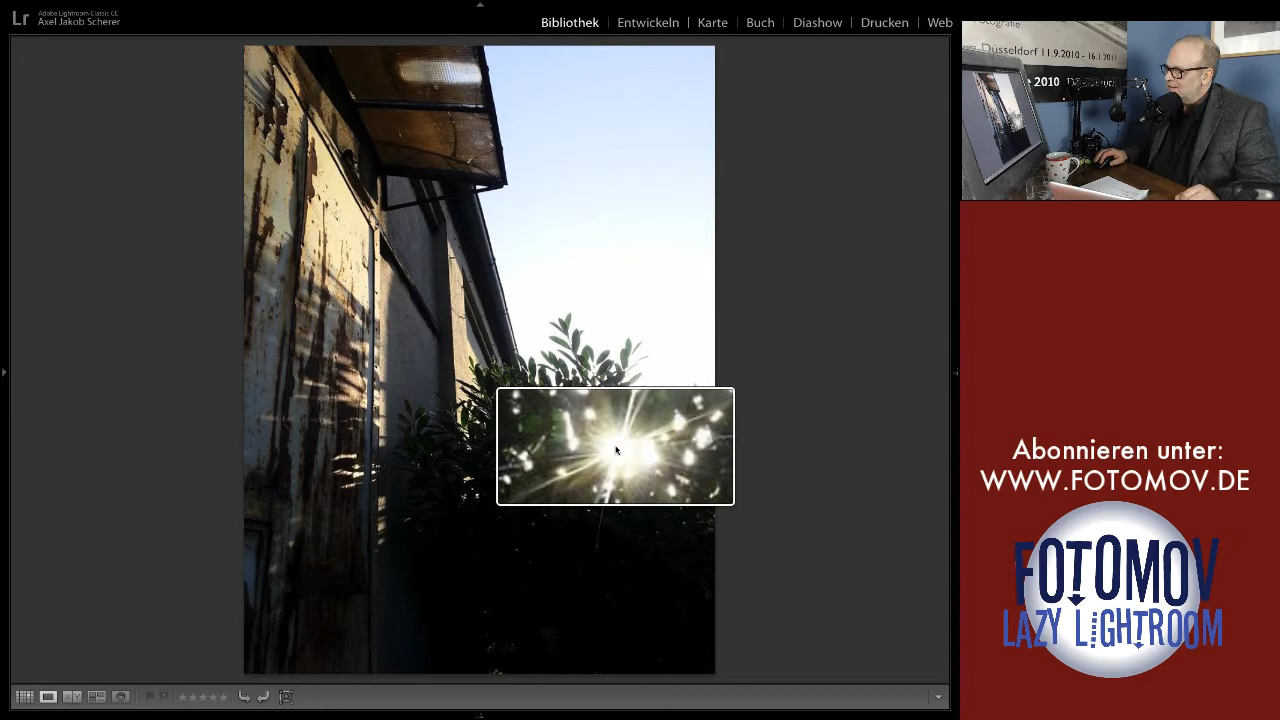 Lr
Adobe Lightroom Classic CC
Axel Jakob Scherer
Bibliothek | Entwickeln | Karte | Buch | Diashow | Drucken | Web
Fotografie
Düsseldorf 11.9.2010 - 16.1.2011
2010
Abonnieren unter:
WWW.FOTOMOV.DE
FOTOMOV
LAZY LIGHTROOM